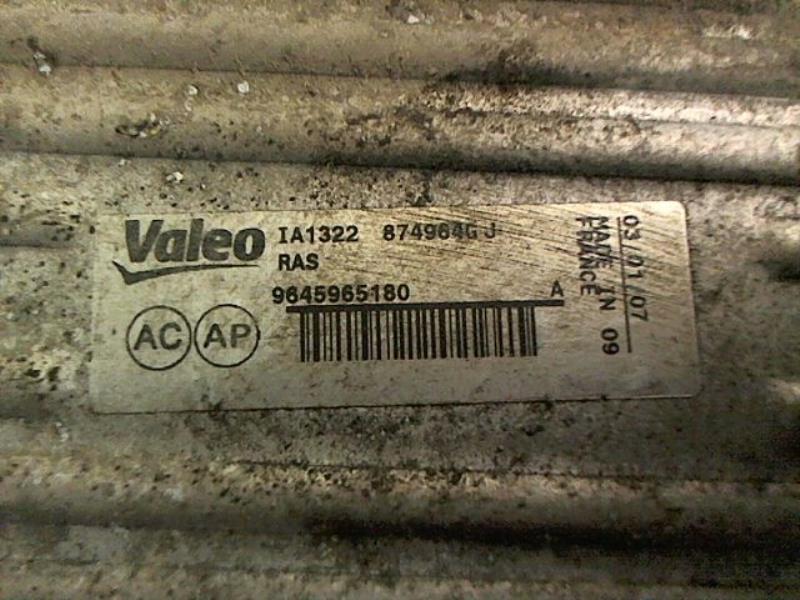 Valeo IA1322 874964G J
RAS
9645965180 A
AC AP
03/01/07
MADE IN 09
FRANCE